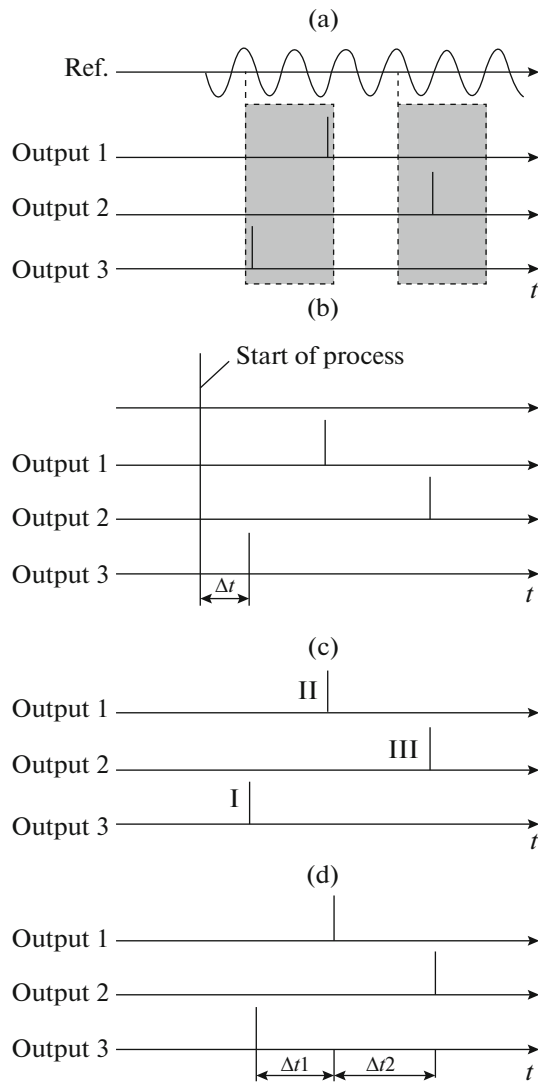 (a)
Ref.
Output 1
Output 2
Output 3
t
(b)
Start of process
Output 1
Output 2
Output 3
Δt
t
(c)
II
Output 1
III
Output 2
I
Output 3
t
(d)
Output 1
Output 2
Output 3
Δt1 Δt2
t